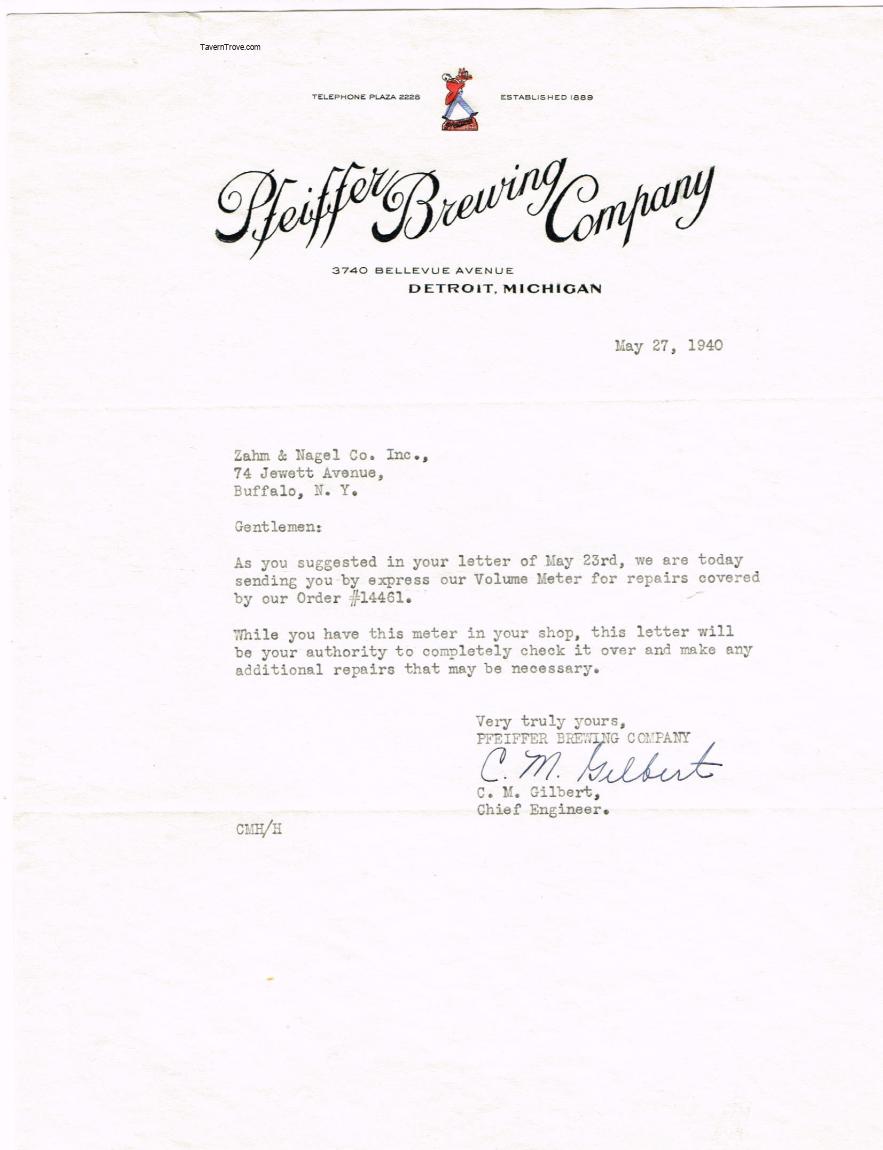 TavernTrove.com
TELEPHONE PLAZA 2226 ESTABLISHED 1889
Pfeiffer Brewing Company
3740 BELLEVUE AVENUE
DETROIT, MICHIGAN
May 27, 1940
Zahm & Nagel Co. Inc.,
74 Jewett Avenue,
Buffalo, N. Y.
Gentlemen:
As you suggested in your letter of May 23rd, we are today
sending you by express our Volume Meter for repairs covered
by our Order #14461.
While you have this meter in your shop, this letter will
be your authority to completely check it over and make any
additional repairs that may be necessary.
Very truly yours,
PFEIFFER BREWING COMPANY
C. M. Gilbert
C. M. Gilbert,
Chief Engineer.
CMH/H